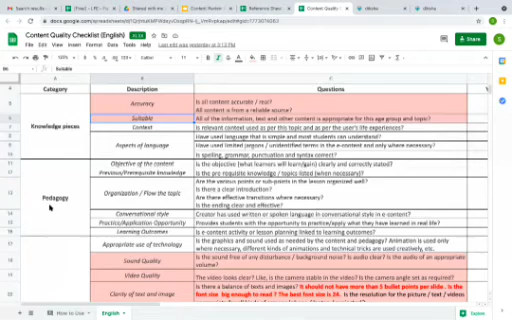 Content Quality Checklist (English)
File Edit View Insert Format Data Tools Help Last edit was yesterday at 3:13 PM
Share
Suitable
Category Description Questions
Accuracy Is all content accurate / real?
All content is from a reliable source?
Suitable All of the information, text and other content is appropriate for this age group and topic?
Knowledge pieces Context Is relevant context used as per this topic and as per the user's life experiences?
Aspects of language Have used language that is simple and most students can understand?
Have used limited jargons / unidentified terms in the e-content and only where necessary?
Is spelling, grammar, punctuation and syntax correct?
Objective of the content Is the objective (what learners will learn/gain) clearly and correctly stated?
Previous/Prerequisite knowledge Is the pre requisite knowledge / topics listed (when necessary)?
Pedagogy Organization / Flow the topic Are the various points or sub-points in the lesson organized well?
Is there a clear introduction?
Are there effective transitions where necessary?
Is the ending clear and effective?
Conversational style Creator has used written or spoken language in conversational style in e-content?
Practice/Application Opportunity Provides students with the opportunity to practice/apply what they have learned in real life?
Learning Outcomes Is e-content activity or lesson planning linked to learning outcomes?
Appropriate use of technology Is the graphics and sound used as needed by the content and pedagogy? Animation is used only
where necessary, different kinds of animations and technical tricks are used creatively, etc.
Sound Quality Is the sound free of any disturbance / background noise? Is audio clear? Is the audio of an appropriate
volume?
Video Quality The video looks clear? Like, is the camera stable in the video? Is the camera angle set as required?
Clarity of text and image Is there a balance of texts and images? It should not have more than 5 bullet points per slide . Is the
font size big enough to read ? The best font size is 24 . Is the resolution for the picture / text / videos
How to Use English